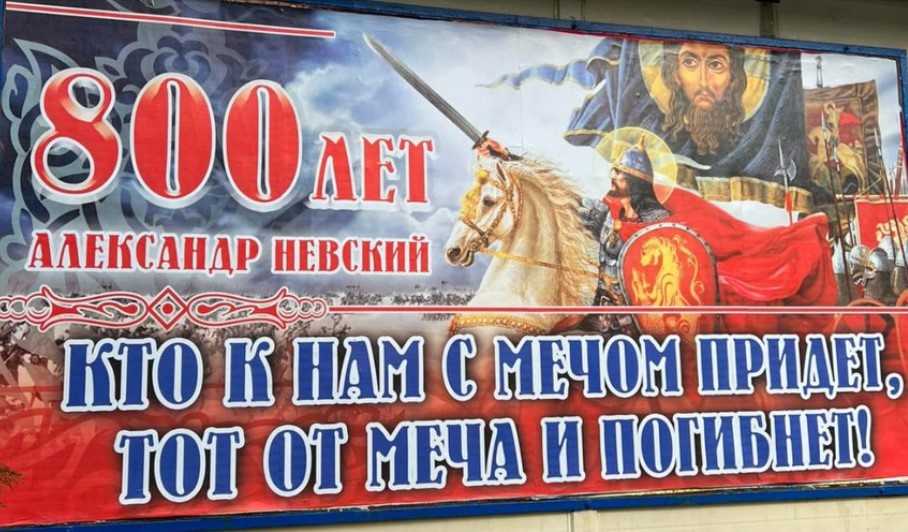 800 ЛЕТ
АЛЕКСАНДР НЕВСКИЙ
КТО К НАМ С МЕЧОМ ПРИДЕТ,
ТОТ ОТ МЕЧА И ПОГИБНЕТ!